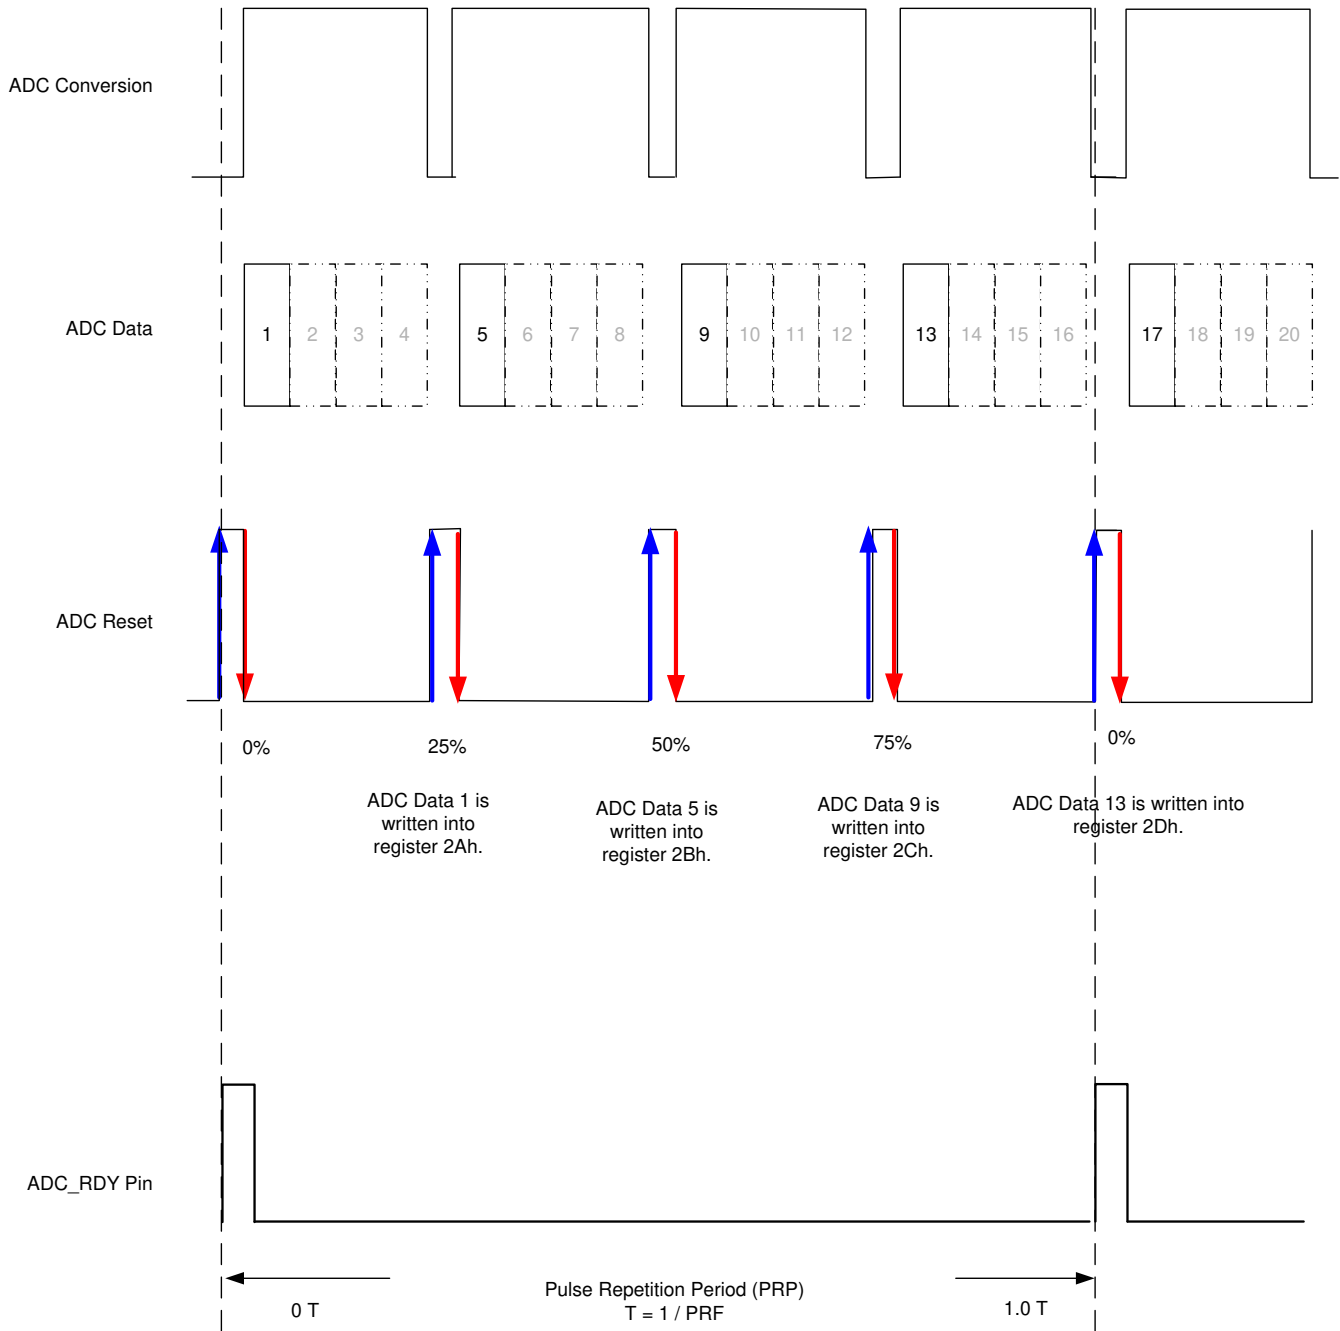 ADC Conversion
ADC Data
1 2 3 4 5 6 7 8 9 10 11 12 13 14 15 16 17 18 19 20
ADC Reset
0% 25% 50% 75% 0%
ADC Data 1 is
written into
register 2Ah.
ADC Data 5 is
written into
register 2Bh.
ADC Data 9 is
written into
register 2Ch.
ADC Data 13 is written into
register 2Dh.
ADC_RDY Pin
0 T
Pulse Repetition Period (PRP)
T = 1 / PRF
1.0 T